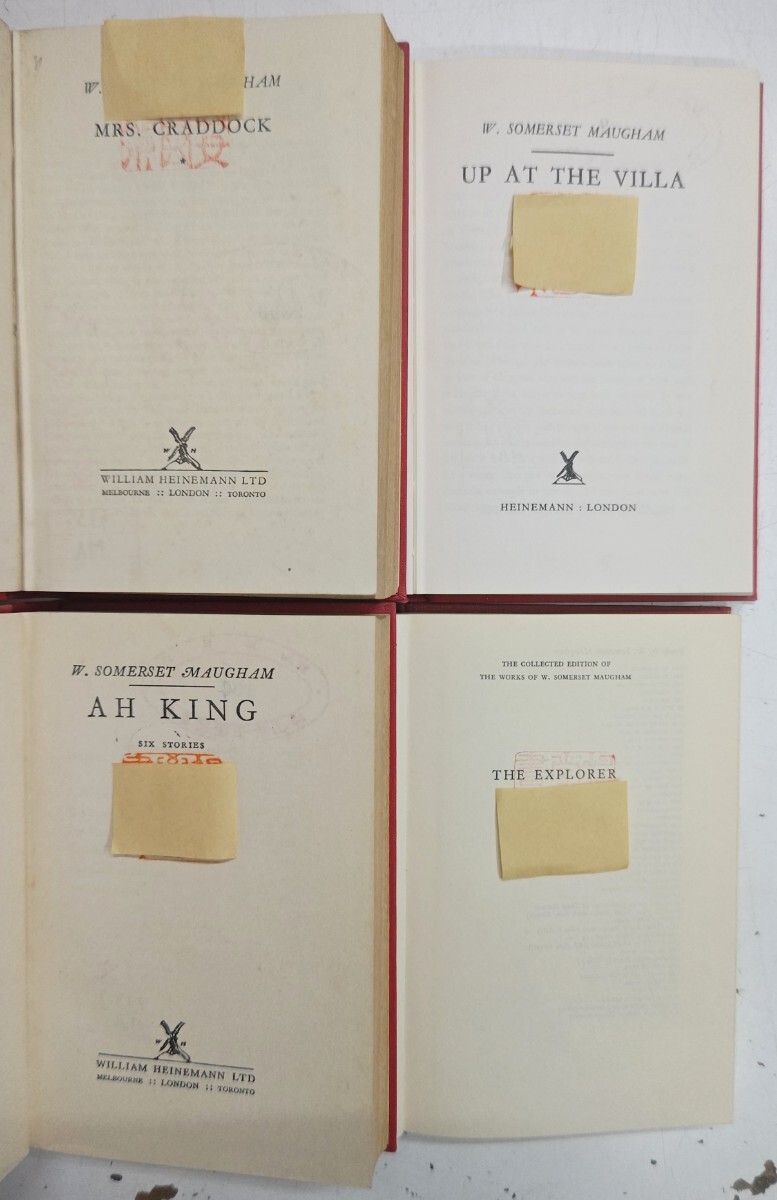 W. HAM
MRS. CRADDOCK
*
W H
WILLIAM HEINEMANN LTD
MELBOURNE :: LONDON :: TORONTO
W. SOMERSET MAUGHAM
UP AT THE VILLA
HEINEMANN : LONDON
W. SOMERSET MAUGHAM
AH KING
SIX STORIES
W H
WILLIAM HEINEMANN LTD
MELBOURNE :: LONDON :: TORONTO
THE COLLECTED EDITION OF
THE WORKS OF W. SOMERSET MAUGHAM
THE EXPLORER